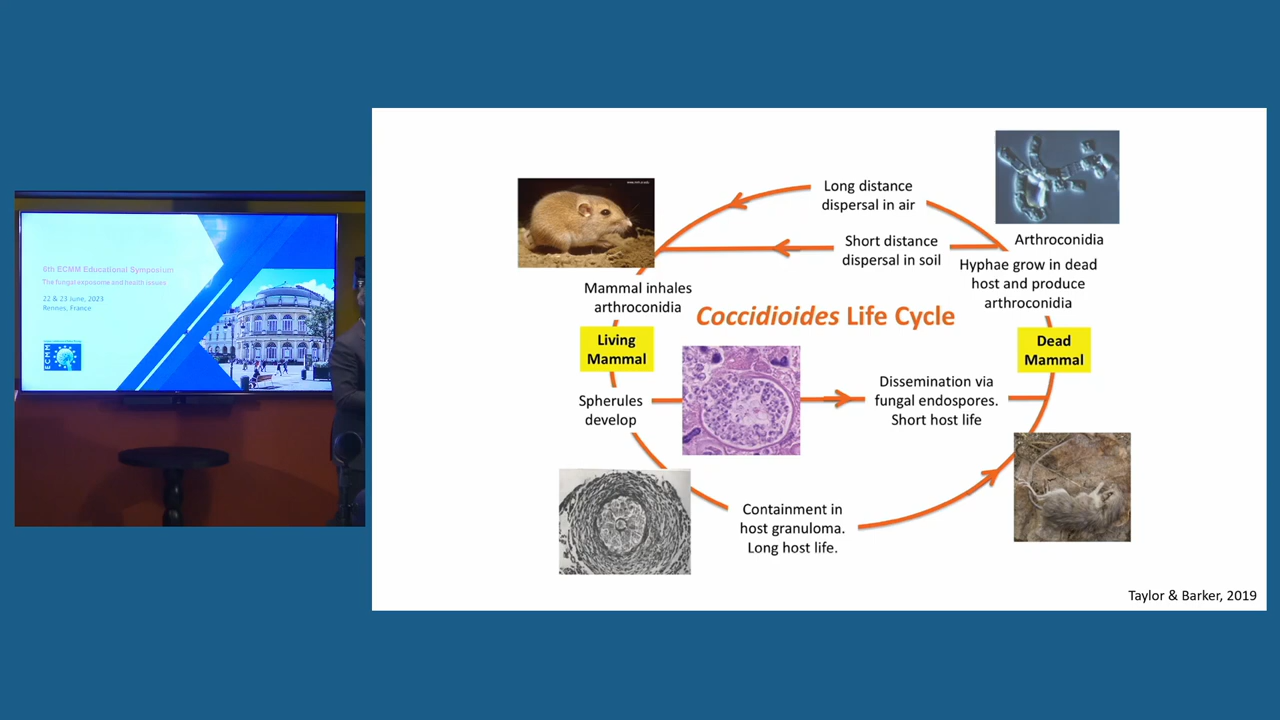 6th ECMM Educational Symposium
The fungal exposome and health issues
22 & 23 June, 2023
Rennes, France
ECMM
Long distance
dispersal in air
Short distance
dispersal in soil
Arthroconidia
Hyphae grow in dead
host and produce
arthroconidia
Mammal inhales
arthroconidia
Coccidioides Life Cycle
Living
Mammal
Dead
Mammal
Spherules
develop
Dissemination via
fungal endospores.
Short host life
Containment in
host granuloma.
Long host life.
Taylor & Barker, 2019